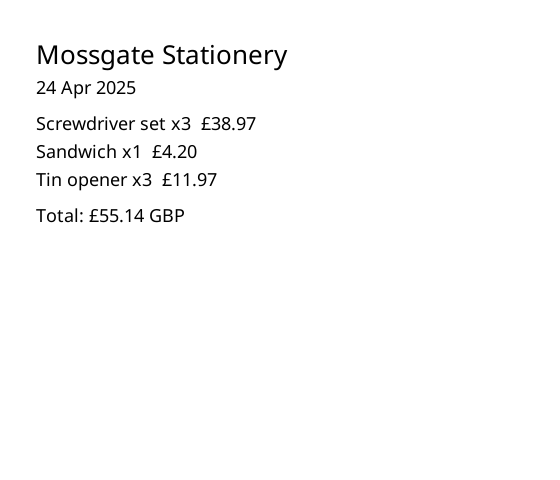 Mossgate Stationery
24 Apr 2025
Screwdriver set x3  £38.97
Sandwich x1  £4.20
Tin opener x3  £11.97
Total: £55.14 GBP